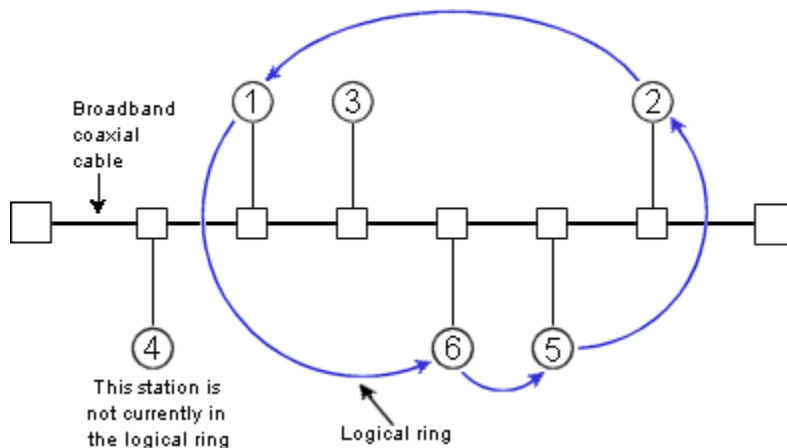 1
3
2
Broadband
coaxial
cable
4
6
5
This station is
not currently in
the logical ring
Logical ring